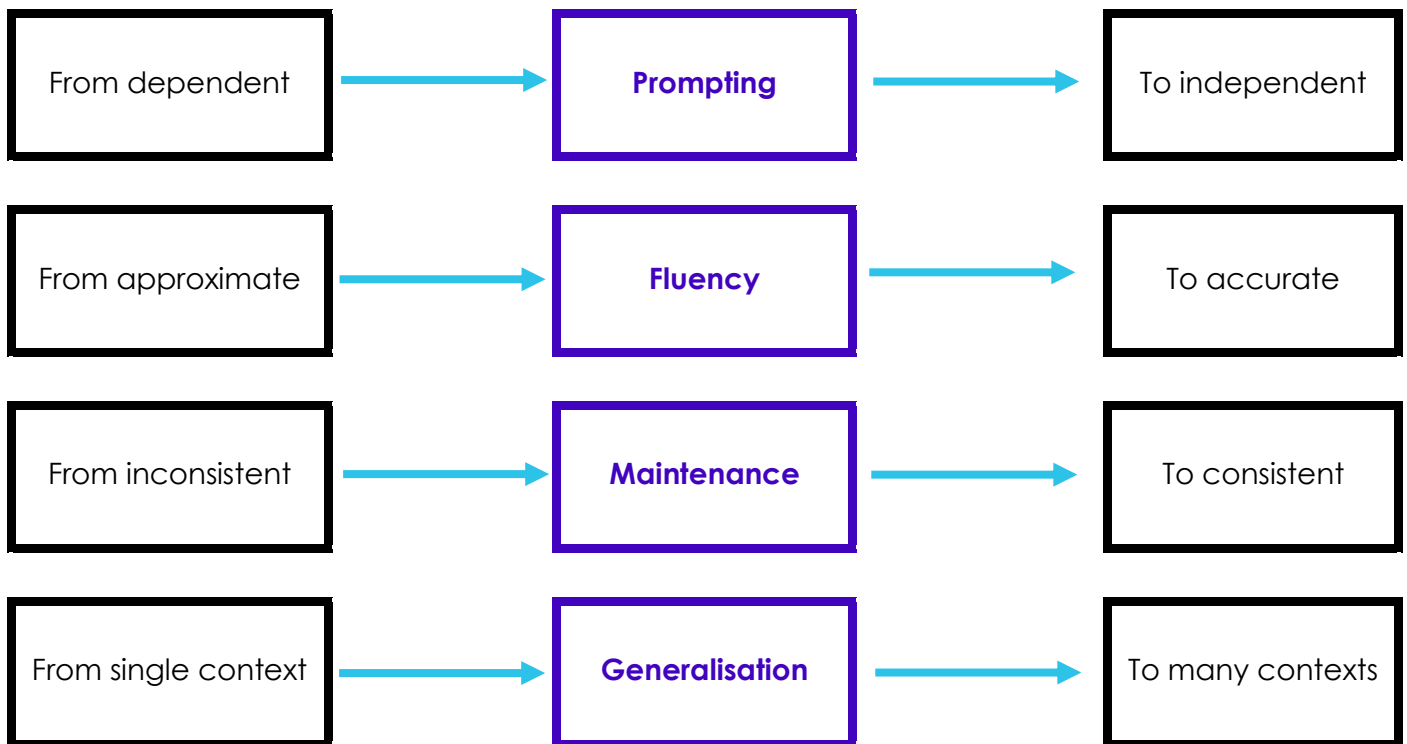 From dependent
Prompting
To independent
From approximate
Fluency
To accurate
From inconsistent
Maintenance
To consistent
From single context
Generalisation
To many contexts